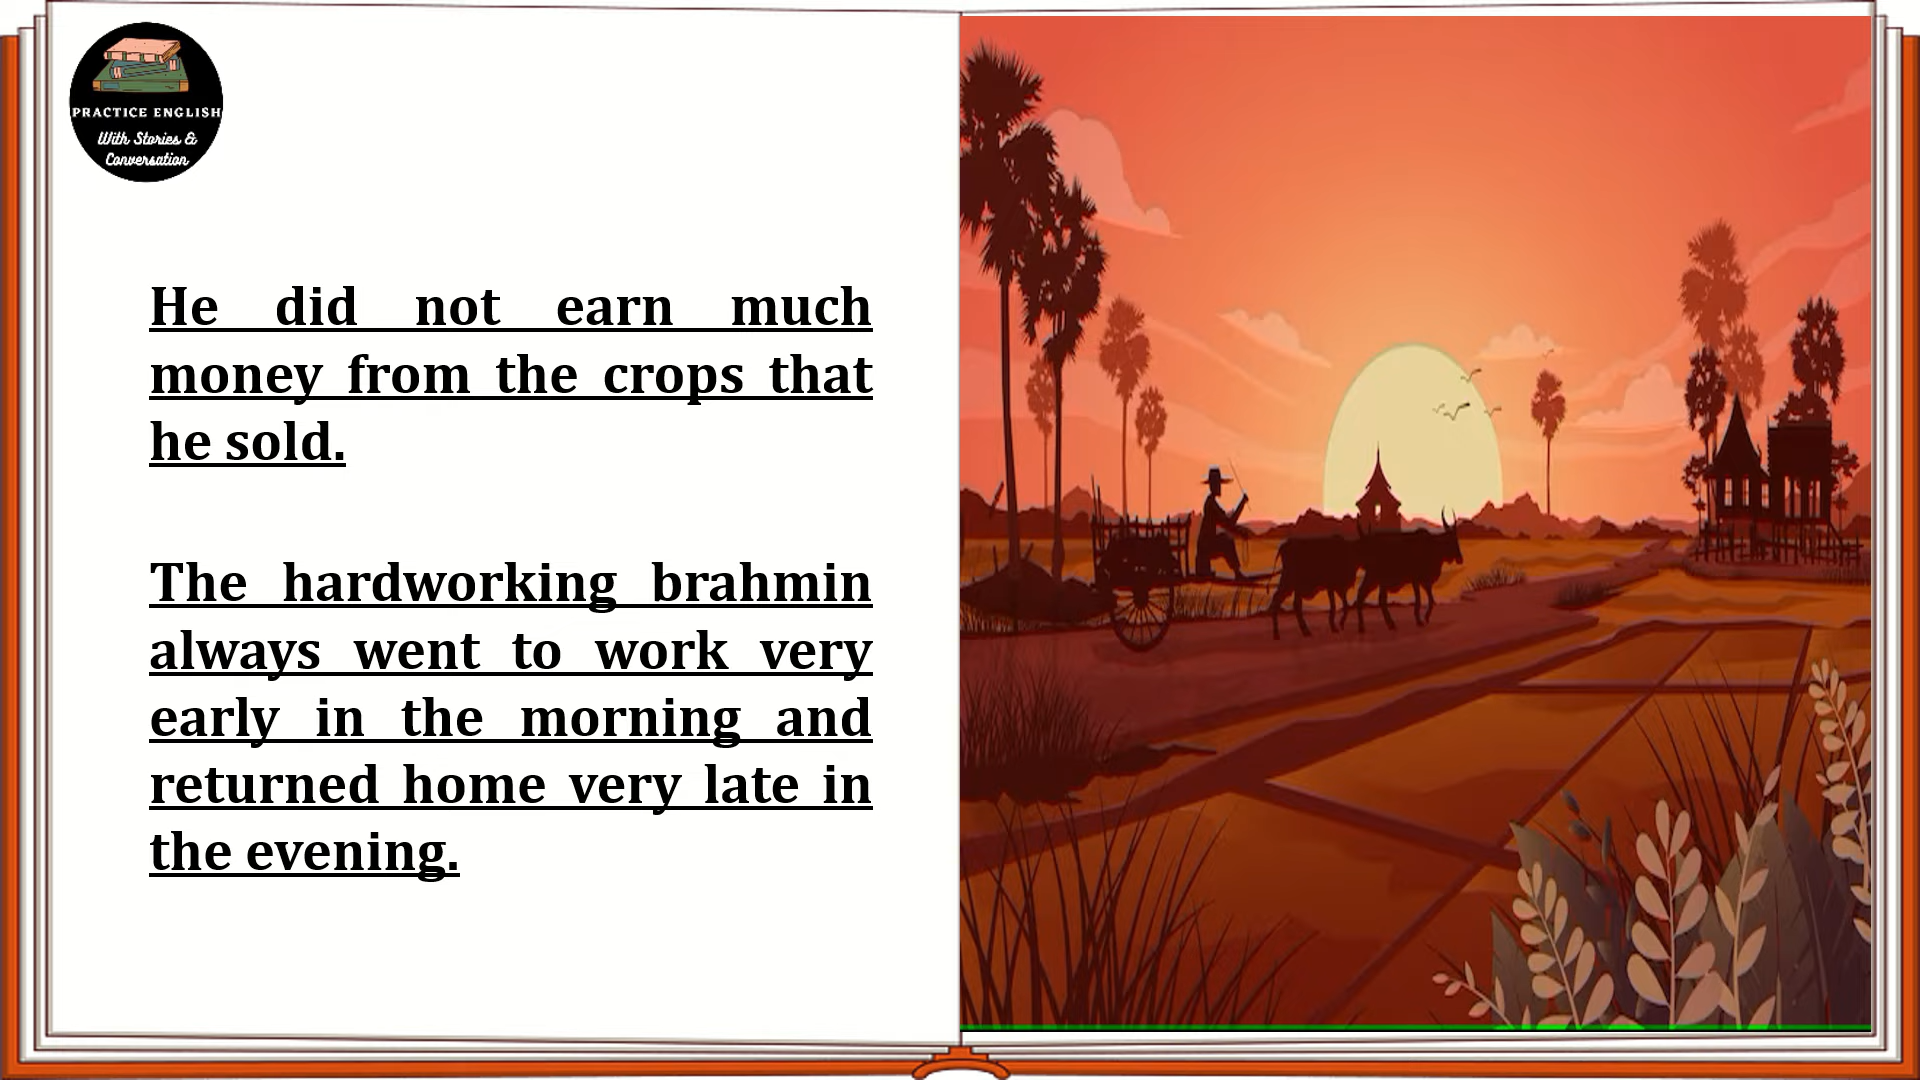 PRACTICE ENGLISH
With Stories &
Conversation
He did not earn much
money from the crops that
he sold.
The hardworking brahmin
always went to work very
early in the morning and
returned home very late in
the evening.